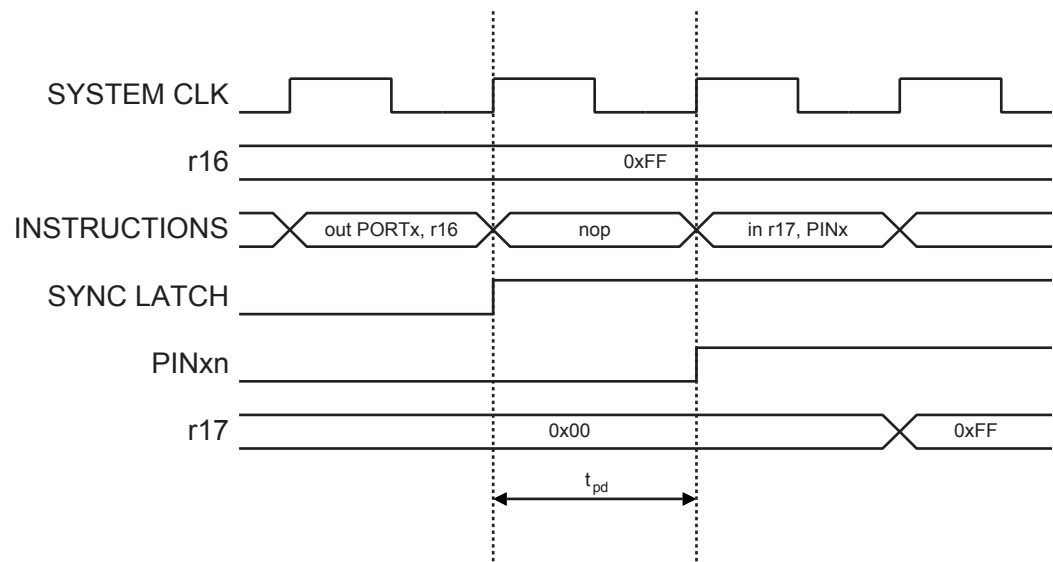 SYSTEM CLK
r16
0xFF
INSTRUCTIONS
out PORTx, r16
nop
in r17, PINx
SYNC LATCH
PINxn
r17
0x00
0xFF
tpd